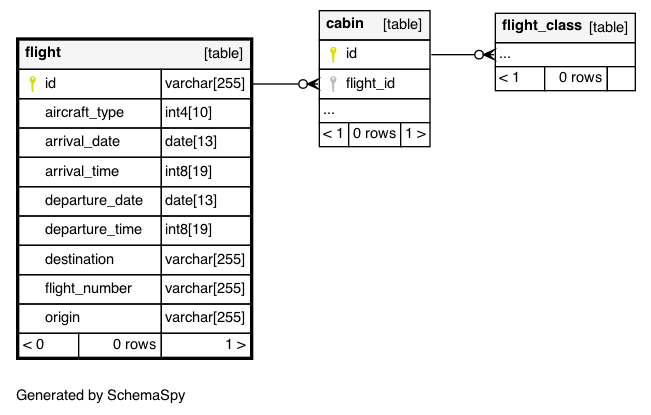 flight [table]
id varchar[255]
aircraft_type int4[10]
arrival_date date[13]
arrival_time int8[19]
departure_date date[13]
departure_time int8[19]
destination varchar[255]
flight_number varchar[255]
origin varchar[255]
< 0 0 rows 1 >
cabin [table]
id
flight_id
...
< 1 0 rows 1 >
flight_class [table]
...
< 1 0 rows
Generated by SchemaSpy